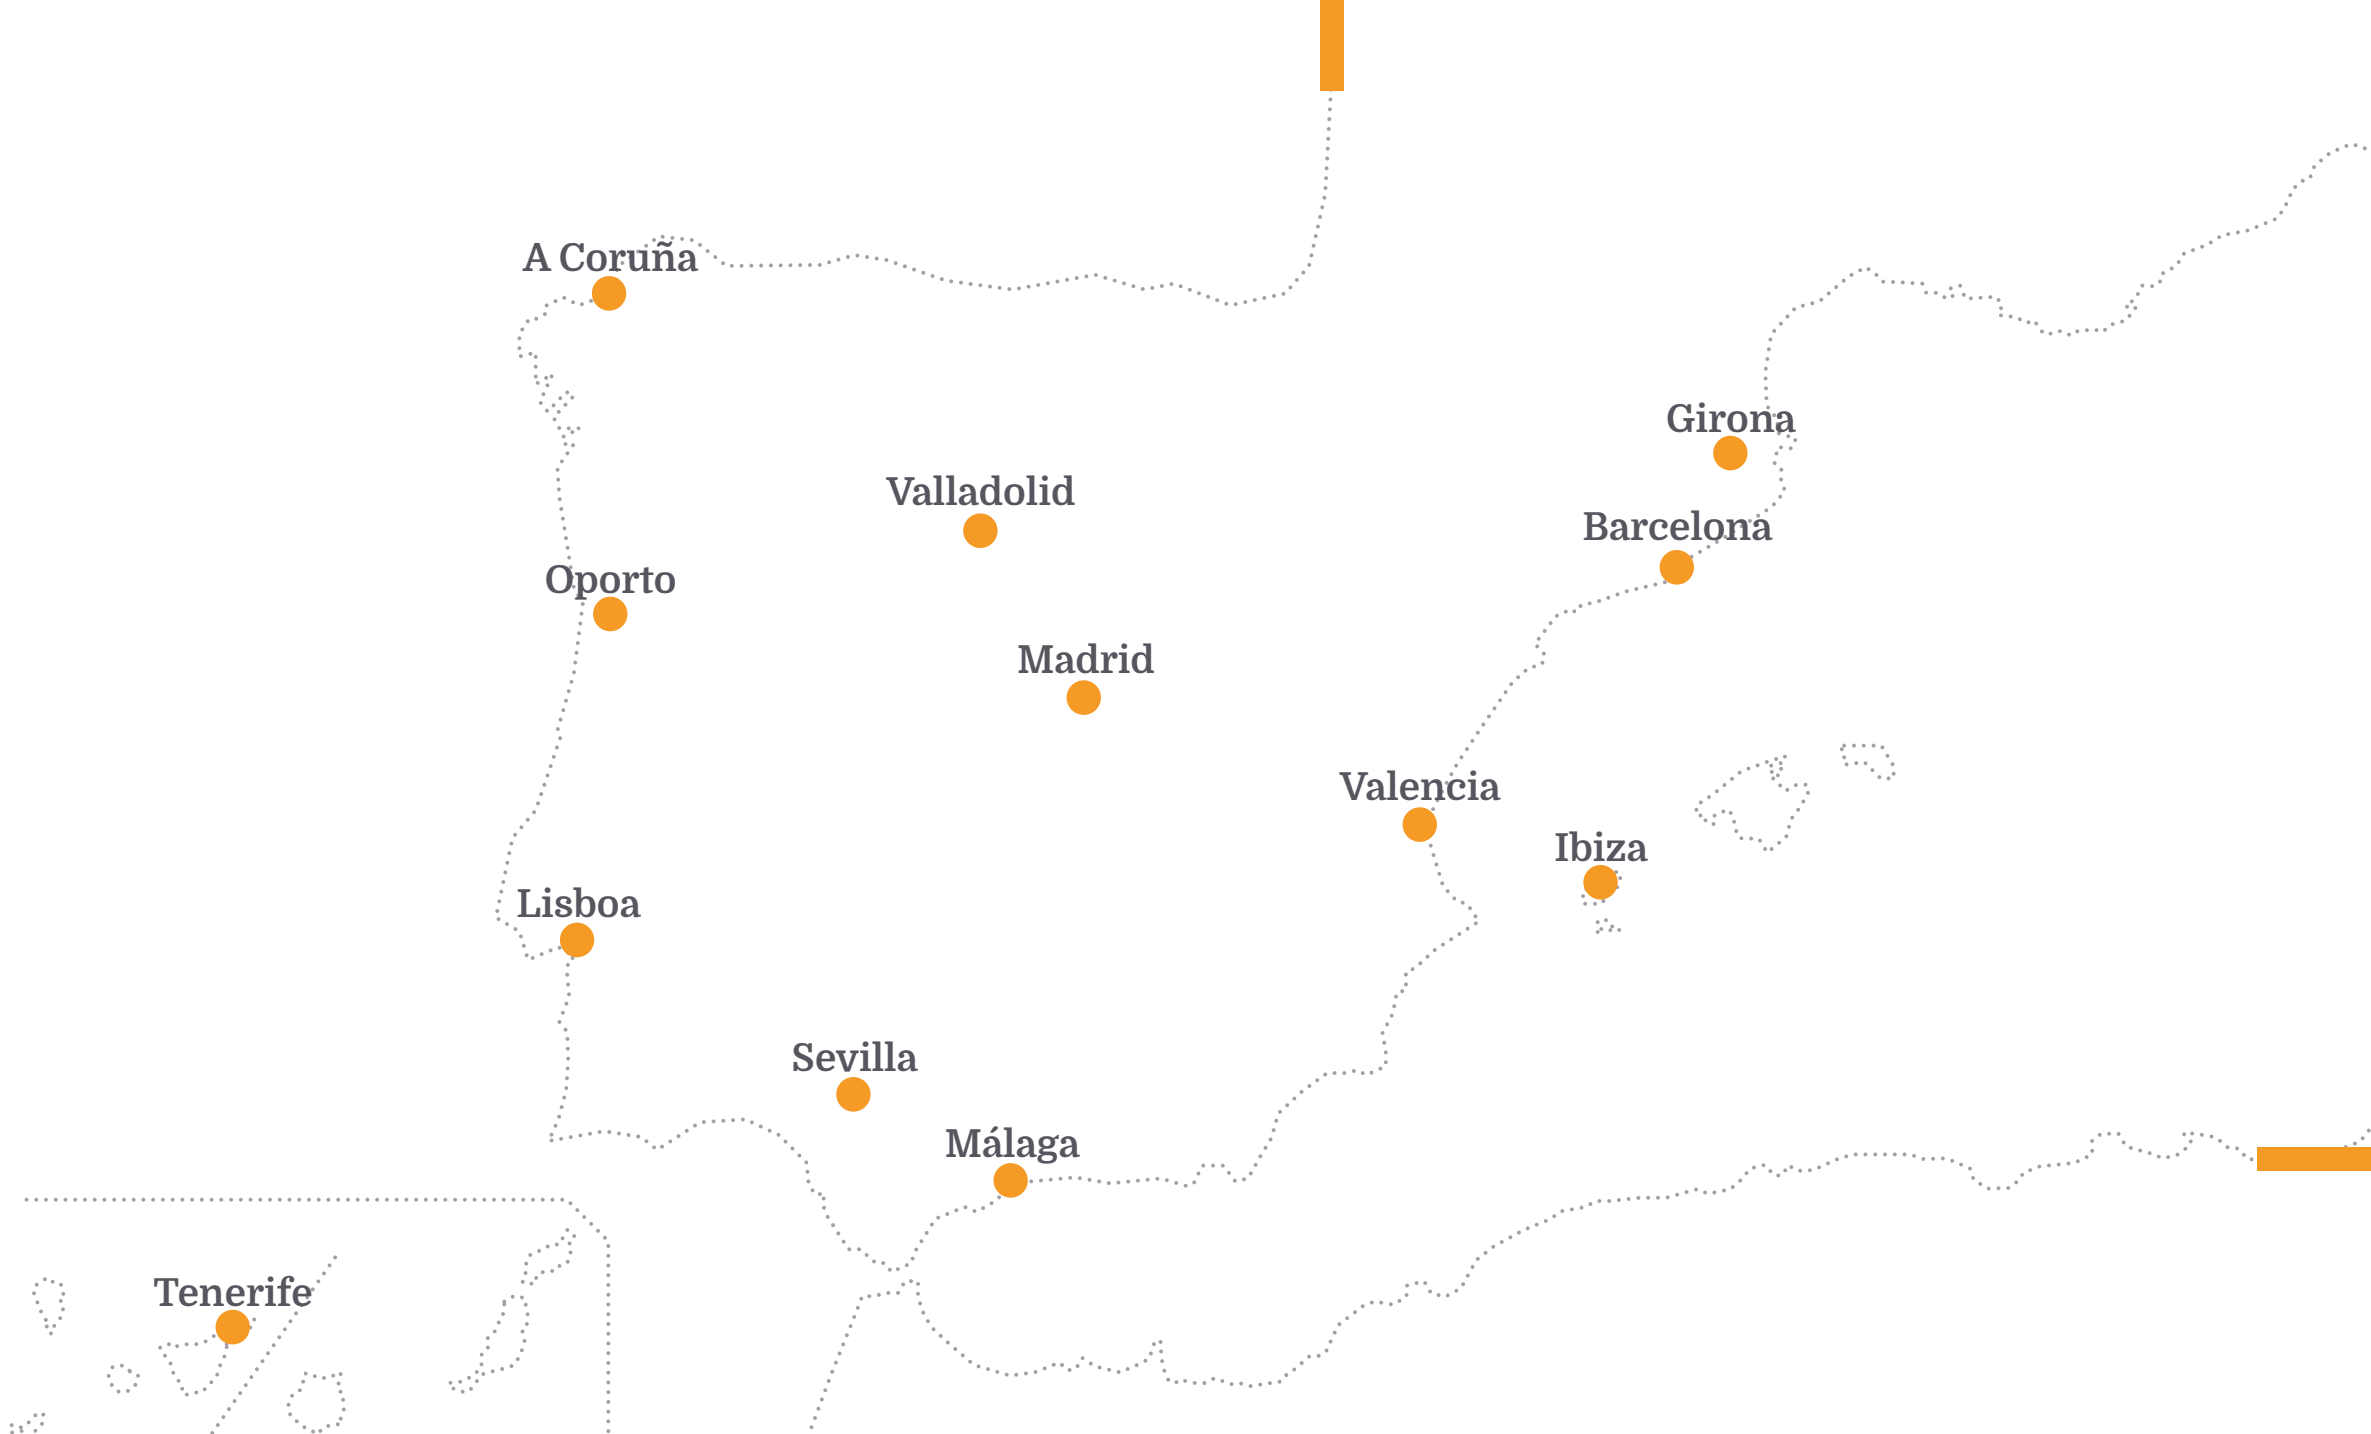 A Coruña
Girona
Valladolid
Barcelona
Oporto
Madrid
Valencia
Ibiza
Lisboa
Sevilla
Málaga
Tenerife